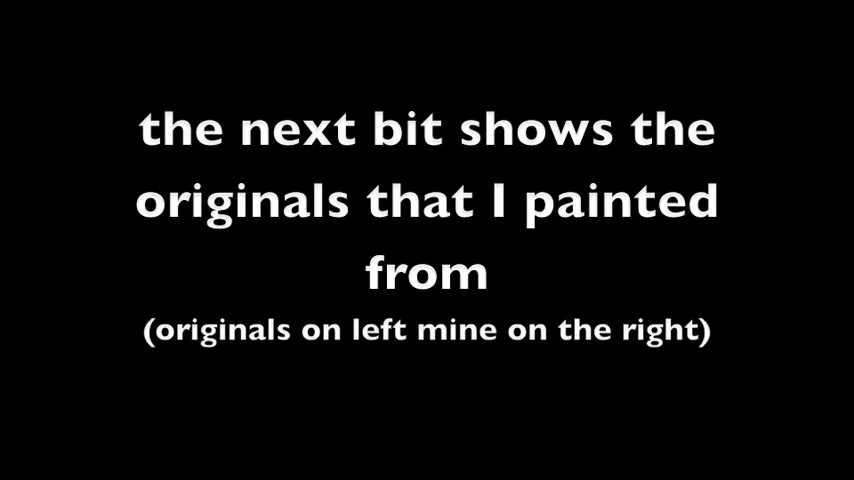 the next bit shows the
originals that I painted
from
(originals on left mine on the right)